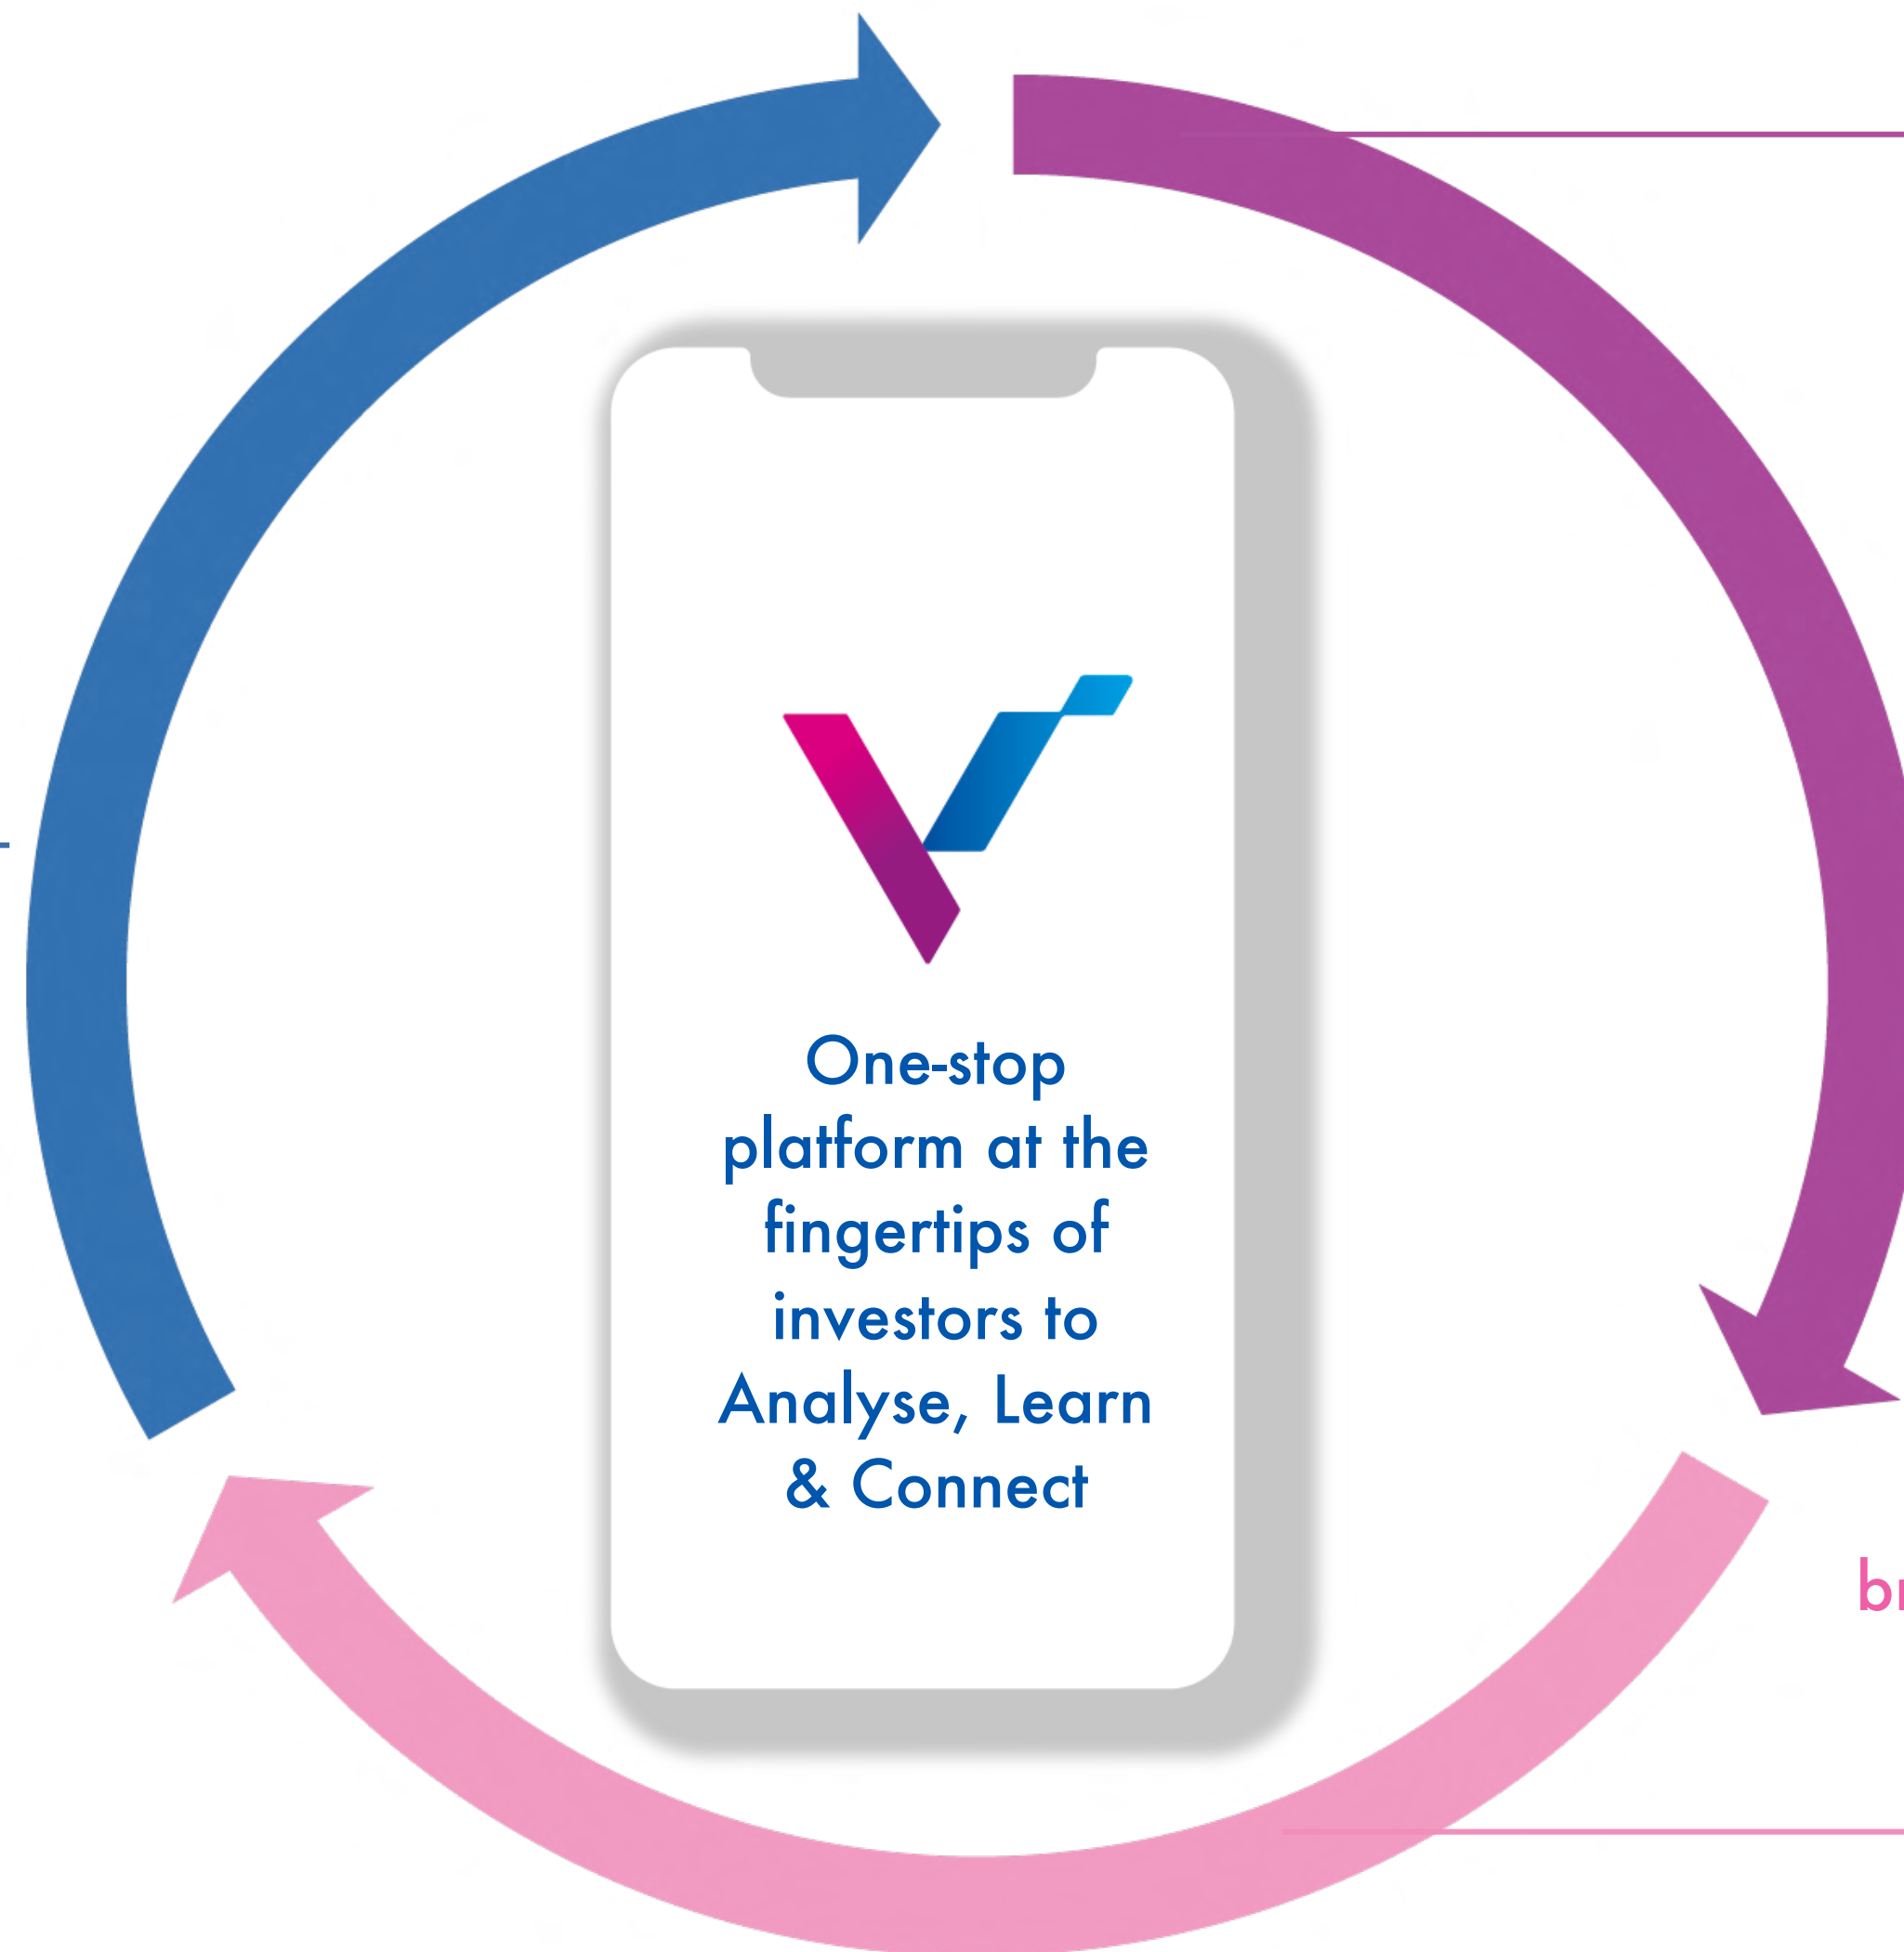 One-stop
platform at the
fingertips of
investors to
Analyse, Learn
& Connect